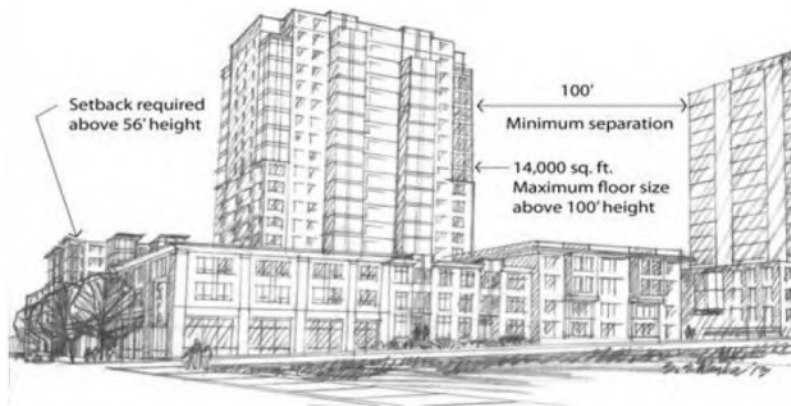 Setback required
above 56' height
100'
Minimum separation
14,000 sq. ft.
Maximum floor size
above 100' height